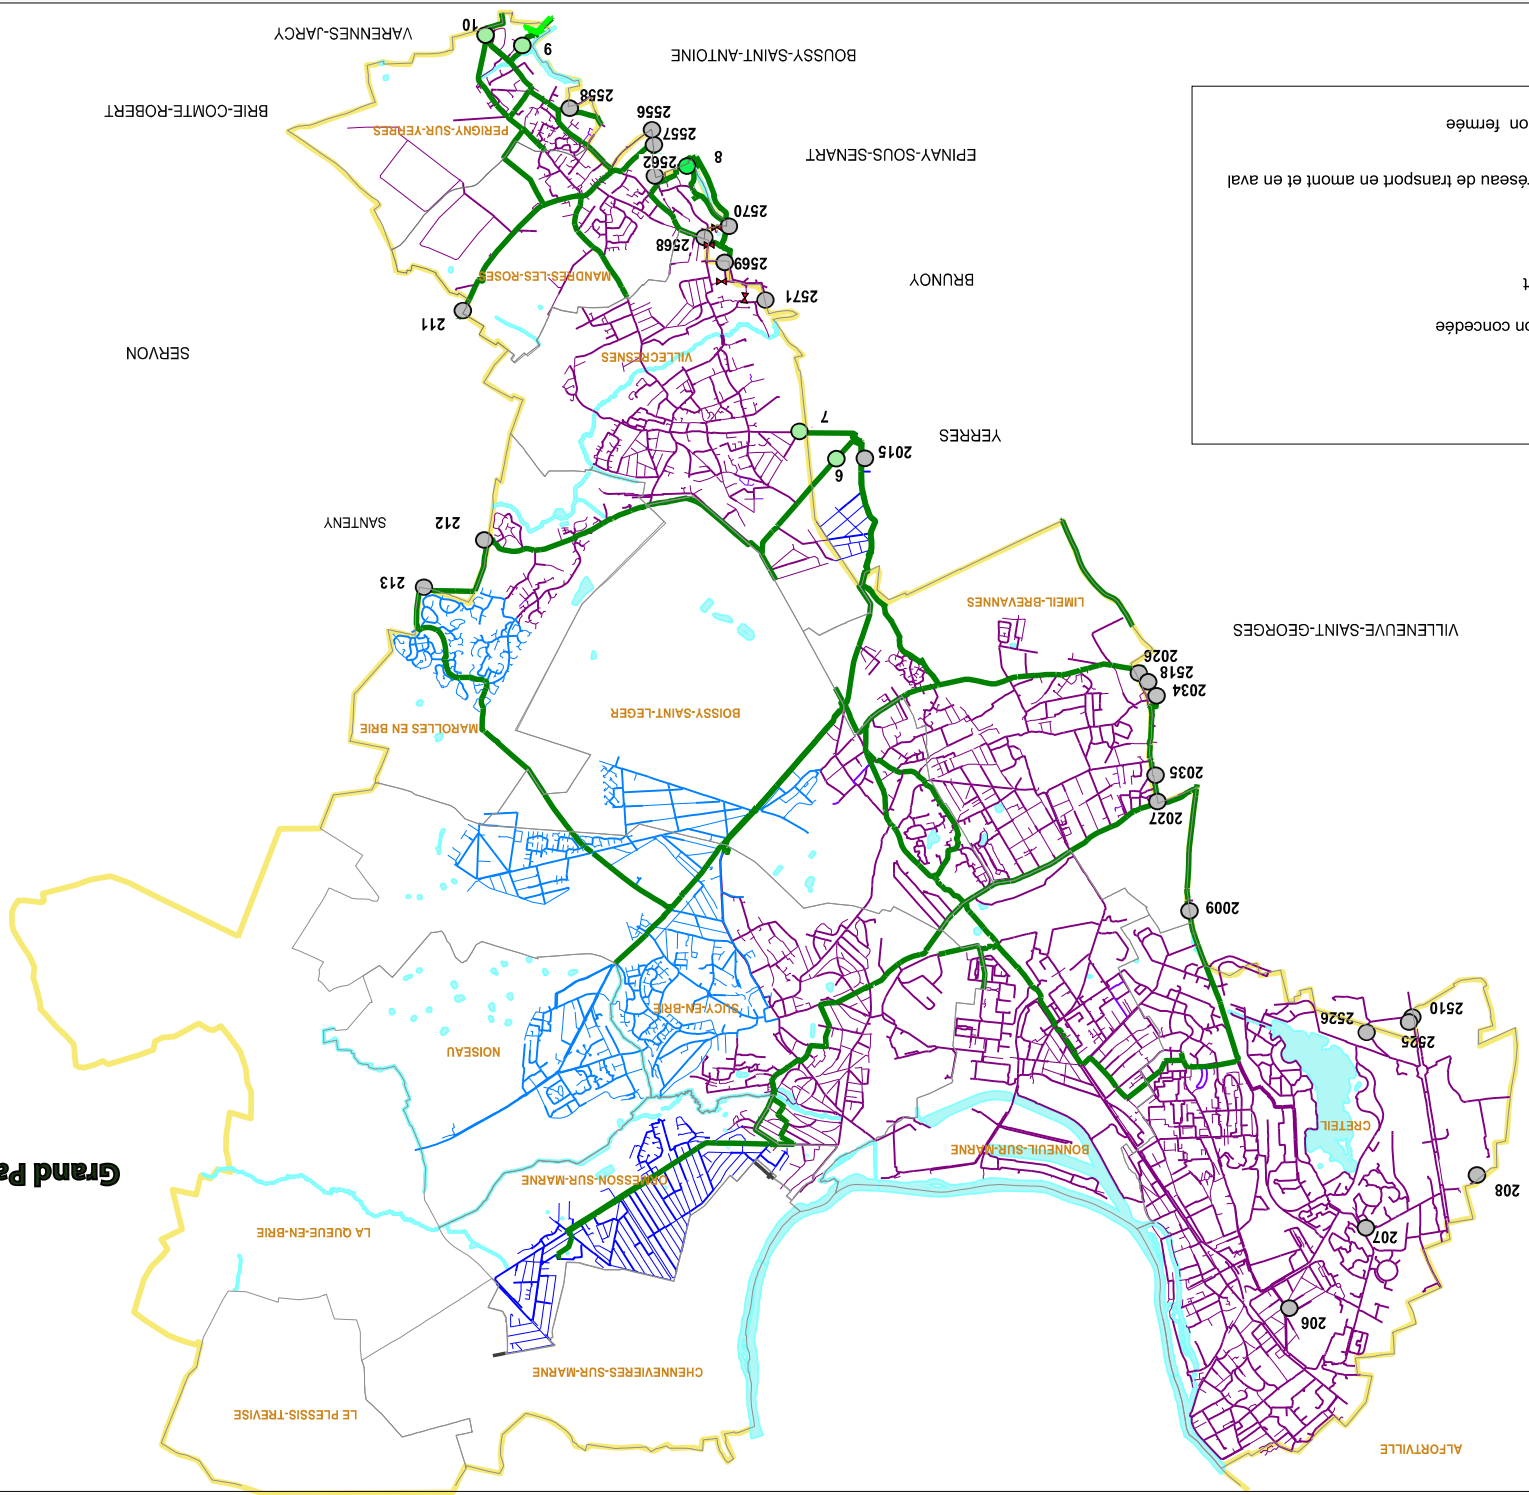 ALFORTVILLE
LE PLESSIS-TREVISE
CHENNEVIERES-SUR-MARNE
206
207
LA QUEUE-EN-BRIE
208
ORMESSON-SUR-MARNE
Grand Pa
BONNEUIL-SUR-MARNE
CRETEIL
NOISEAU
2525
2526
2510
SUCY-EN-BRIE
2009
2027
2035
MAROLLES EN BRIE
BOISSY-SAINT-LEGER
2034
2518
2026
VILLENEUVE-SAINT-GEORGES
LIMEIL-BREVANNES
213
212
SANTENY
6
2015
YERRES
7
VILLECRESNES
SERVON
on concedée
211
2571
t
BRUNOY
MANDRES-LES-ROSES
2569
2568
2570
réseau de transport en amont et en aval
2562
8
EPINAY-SOUS-SENART
2557
PERIGNY-SUR-YERRES
on fermée
2556
BRIE-COMTE-ROBERT
2558
BOUSSY-SAINT-ANTOINE
9
VARENNES-JARCY
10